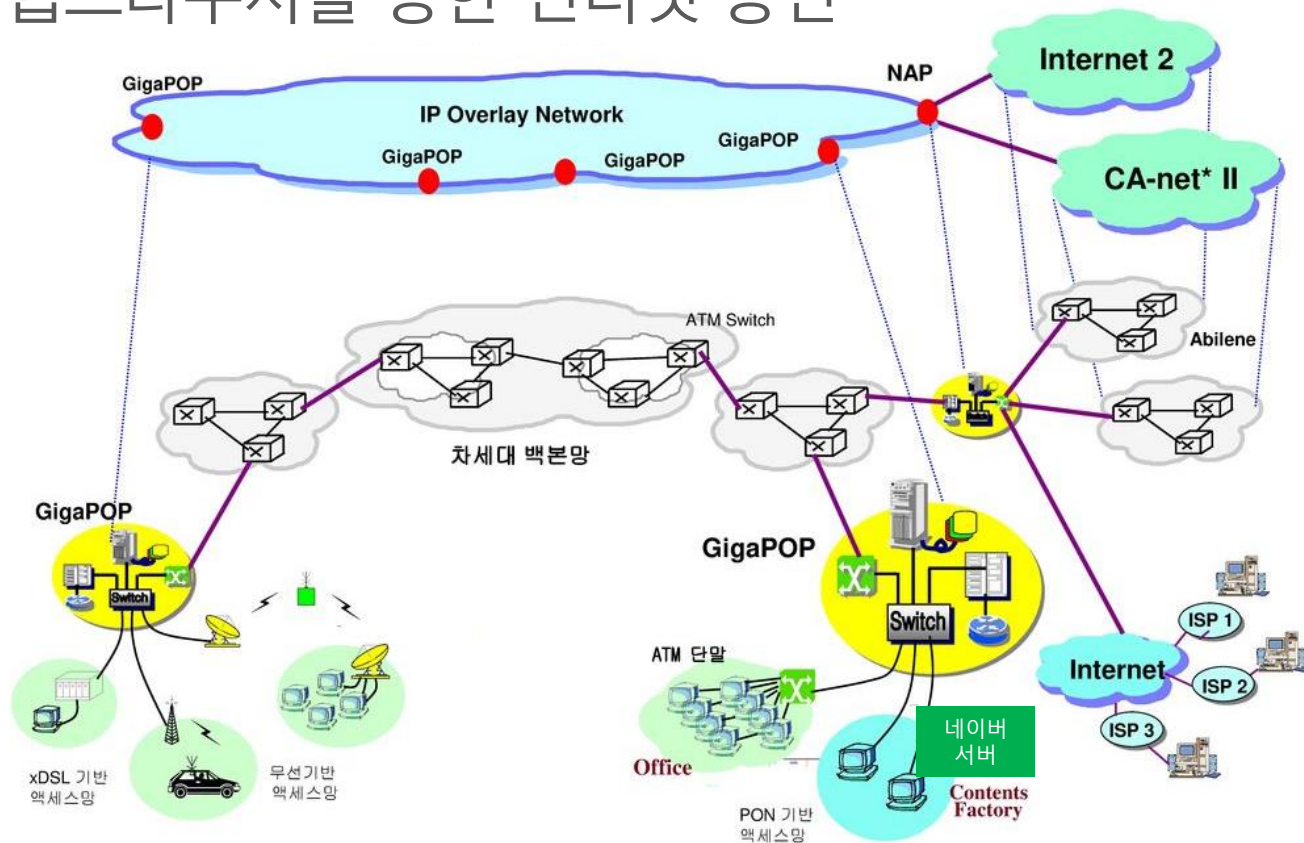 GigaPOP
NAP
Internet 2
IP Overlay Network
GigaPOP
GigaPOP
GigaPOP
CA-net* II
ATM Switch
Abilene
차세대 백본망
GigaPOP
Switch
GigaPOP
Switch
ATM 단말
Office
xDSL 기반
액세스망
무선기반
액세스망
PON 기반
액세스망
네이버
서버
Contents
Factory
Internet
ISP 1
ISP 2
ISP 3